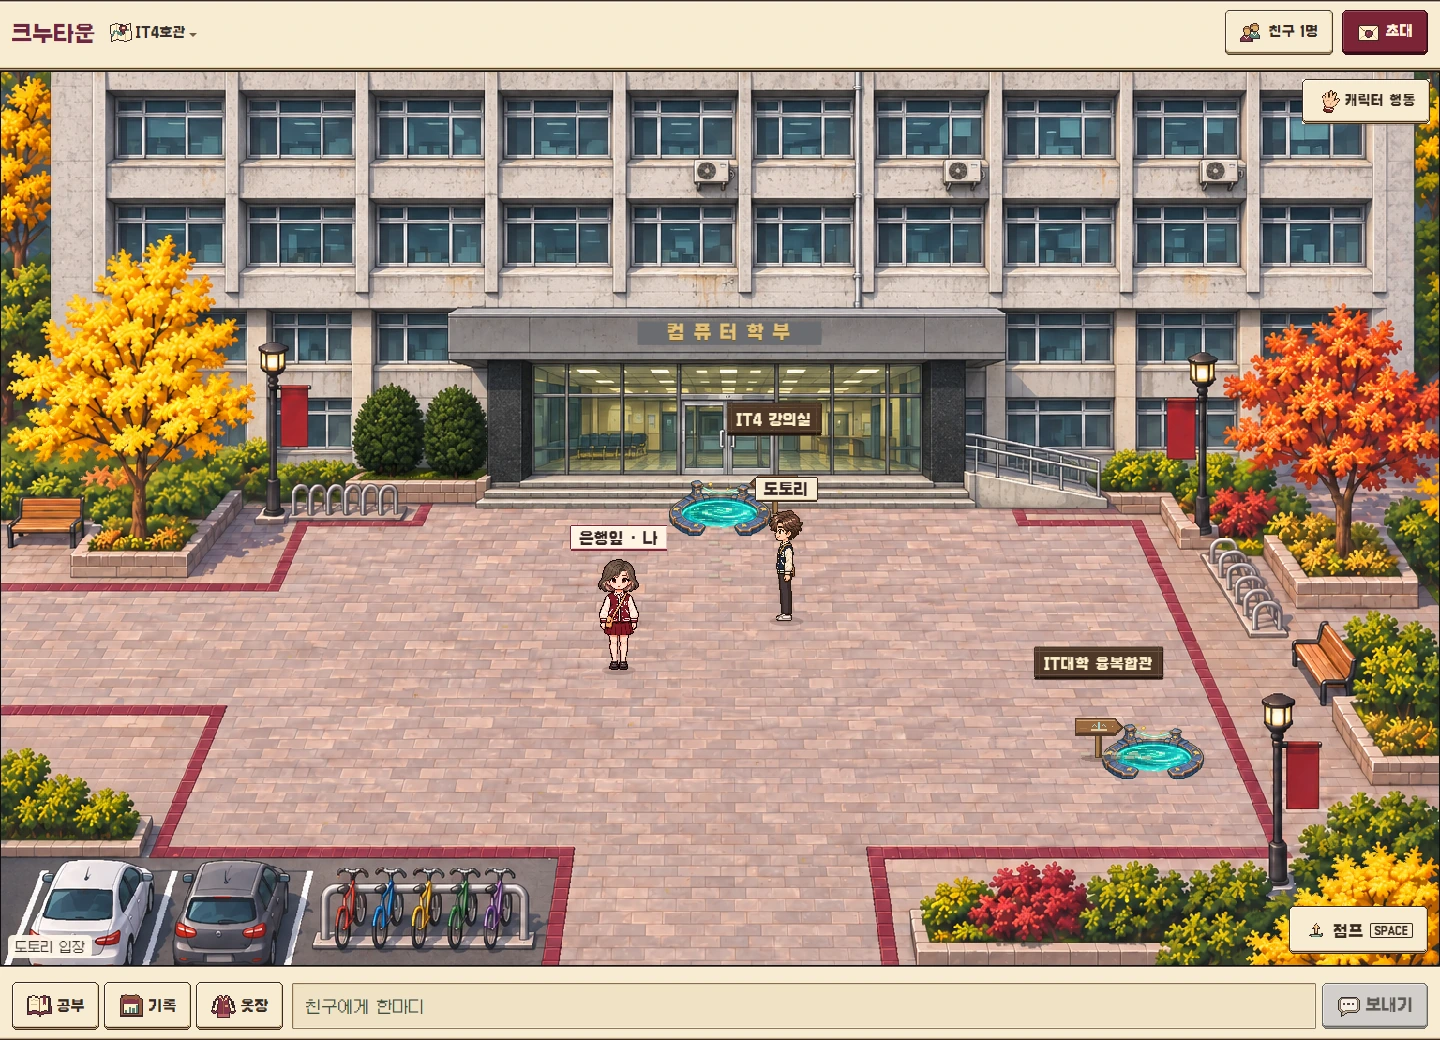 크누타운
IT4호관
친구 1명
초대
캐릭터 행동
컴퓨터학부
IT4 강의실
도토리
은행잎 · 나
IT대학 융복합관
도토리 입장
점프 SPACE
공부
기록
옷장
친구에게 한마디
보내기